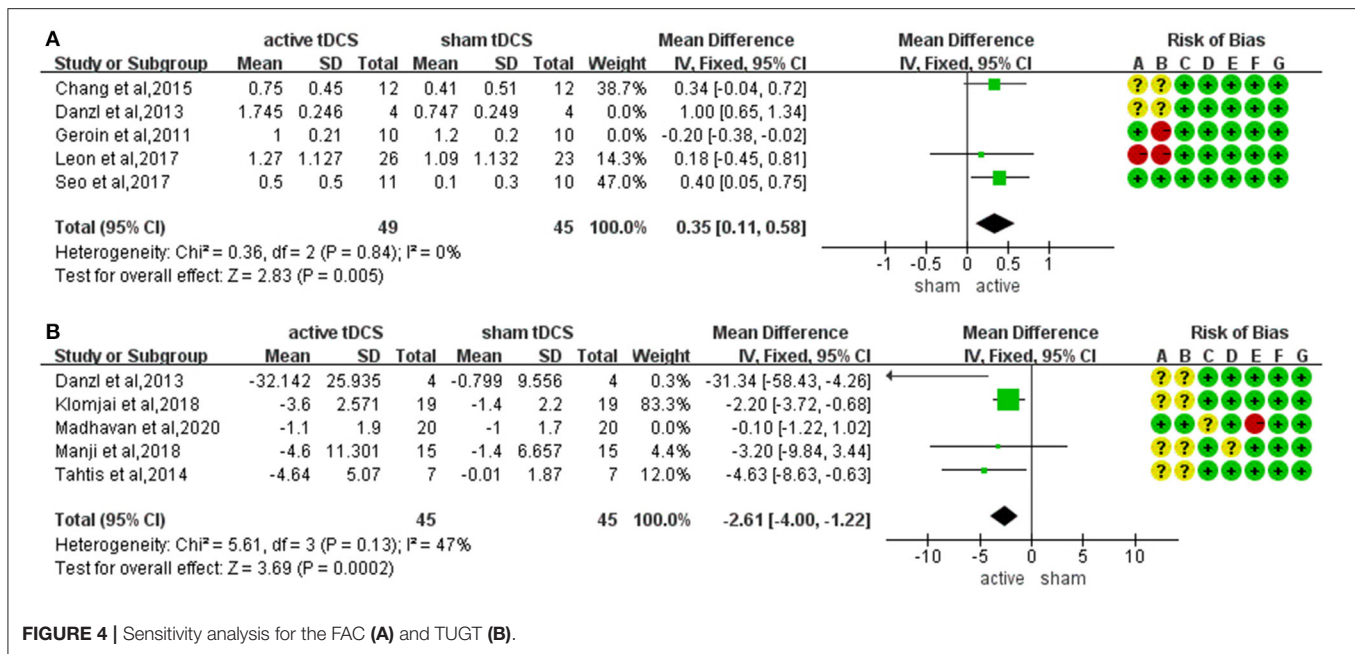 A
active tDCS sham tDCS Mean Difference Mean Difference Risk of Bias
Study or Subgroup Mean SD Total Mean SD Total Weight IV, Fixed, 95% CI IV, Fixed, 95% CI A B C D E F G
Chang et al,2015 0.75 0.45 12 0.41 0.51 12 38.7% 0.34 [-0.04, 0.72] ? ? + + + + +
Danzl et al,2013 1.745 0.246 4 0.747 0.249 4 0.0% 1.00 [0.65, 1.34] ? ? + + + + +
Geroin et al,2011 1 0.21 10 1.2 0.2 10 0.0% -0.20 [-0.38, -0.02] + - + + + + +
Leon et al,2017 1.27 1.127 26 1.09 1.132 23 14.3% 0.18 [-0.45, 0.81] - - + + + + +
Seo et al,2017 0.5 0.5 11 0.1 0.3 10 47.0% 0.40 [0.05, 0.75] + + + + + + +
Total (95% CI) 49 45 100.0% 0.35 [0.11, 0.58]
Heterogeneity: Chi² = 0.36, df = 2 (P = 0.84); I² = 0%
Test for overall effect: Z = 2.83 (P = 0.005)
-1 -0.5 0 0.5 1
sham active
B
active tDCS sham tDCS Mean Difference Mean Difference Risk of Bias
Study or Subgroup Mean SD Total Mean SD Total Weight IV, Fixed, 95% CI IV, Fixed, 95% CI A B C D E F G
Danzl et al,2013 -32.142 25.935 4 -0.799 9.556 4 0.3% -31.34 [-58.43, -4.26] ? ? + + + + +
Klomjai et al,2018 -3.6 2.571 19 -1.4 2.2 19 83.3% -2.20 [-3.72, -0.68] ? ? + + + + +
Madhavan et al,2020 -1.1 1.9 20 -1 1.7 20 0.0% -0.10 [-1.22, 1.02] + + ? + - + +
Manji et al,2018 -4.6 11.301 15 -1.4 6.657 15 4.4% -3.20 [-9.84, 3.44] ? ? + ? + + +
Tahtis et al,2014 -4.64 5.07 7 -0.01 1.87 7 12.0% -4.63 [-8.63, -0.63] ? ? + + + + +
Total (95% CI) 45 45 100.0% -2.61 [-4.00, -1.22]
Heterogeneity: Chi² = 5.61, df = 3 (P = 0.13); I² = 47%
Test for overall effect: Z = 3.69 (P = 0.0002)
-10 -5 0 5 10
active sham
FIGURE 4 | Sensitivity analysis for the FAC (A) and TUGT (B).